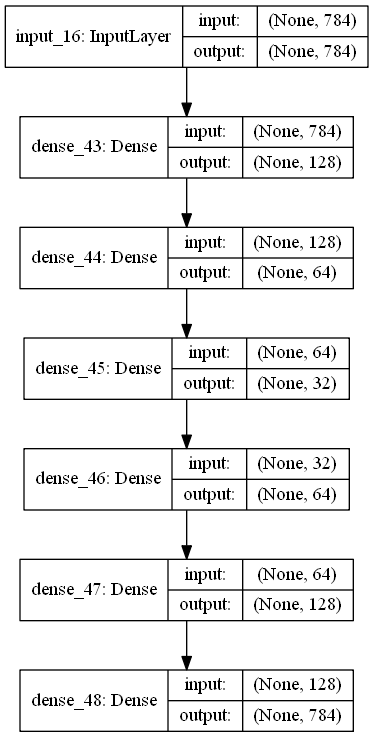 input_16: InputLayer
input: (None, 784)
output: (None, 784)
dense_43: Dense
input: (None, 784)
output: (None, 128)
dense_44: Dense
input: (None, 128)
output: (None, 64)
dense_45: Dense
input: (None, 64)
output: (None, 32)
dense_46: Dense
input: (None, 32)
output: (None, 64)
dense_47: Dense
input: (None, 64)
output: (None, 128)
dense_48: Dense
input: (None, 128)
output: (None, 784)